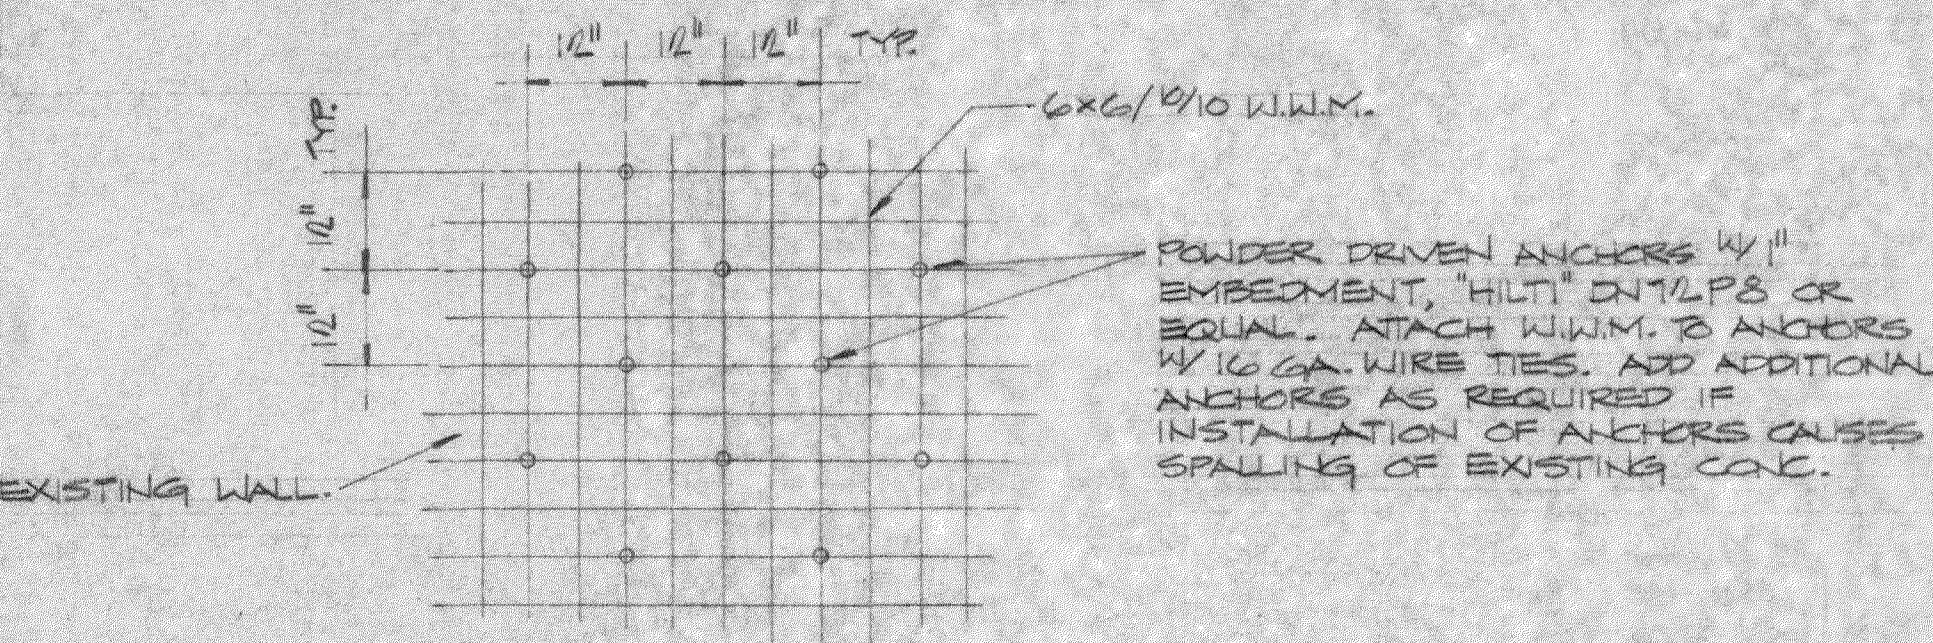 12" 12" 12" TYP.
6x6/10/10 W.W.M.
TYP.
12"
12"
POWDER DRIVEN ANCHORS W/ 1"
EMBEDMENT, "HILTI" DN72P8 OR
EQUAL. ATTACH W.W.M. TO ANCHORS
W/ 16 GA. WIRE TIES. ADD ADDITIONAL
ANCHORS AS REQUIRED IF
INSTALLATION OF ANCHORS CAUSES
SPALLING OF EXISTING CONC.
EXISTING WALL.